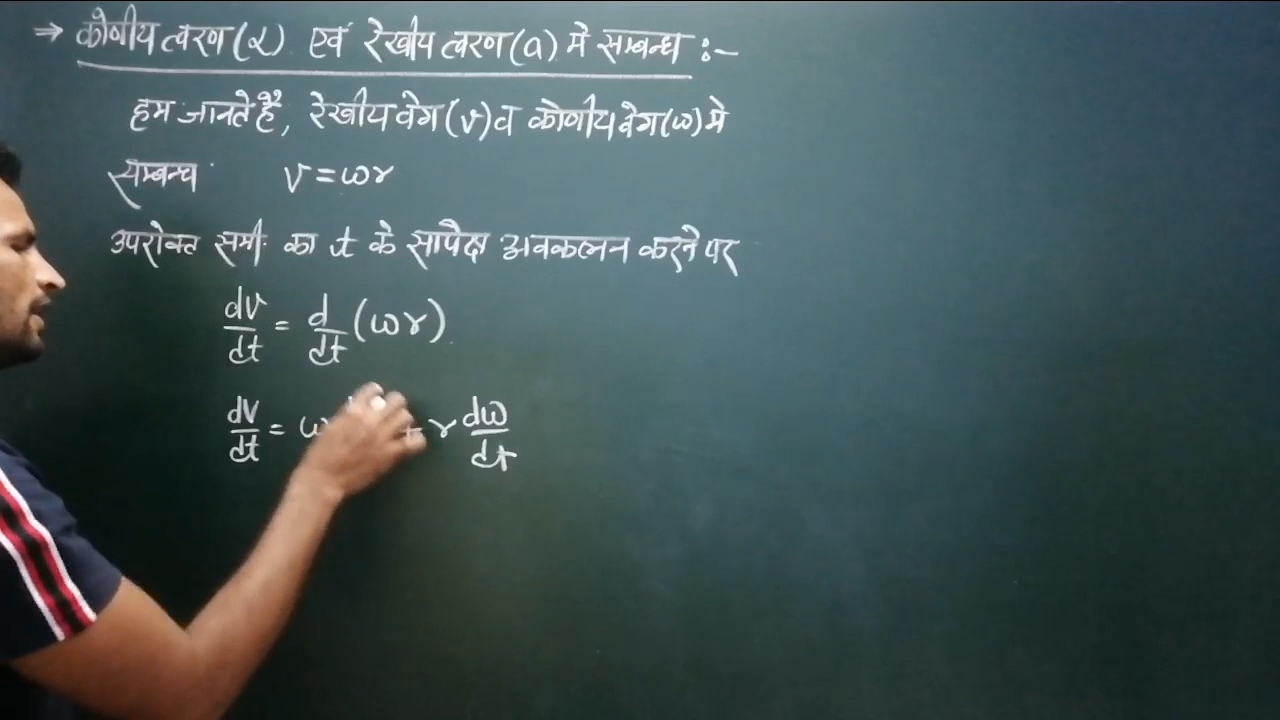 ⇒ कोणीय त्वरण(α) एवं रेखीय त्वरण(a) मे सम्बन्ध :-
हम जानते हैं, रेखीय वेग(v) व कोणीय वेग(ω) मे
सम्बन्ध v = ωr
उपरोक्त समी. का t के सापेक्ष अवकलन करने पर
dv/dt = d/dt (ωr)
dv/dt = ω + r dω/dt